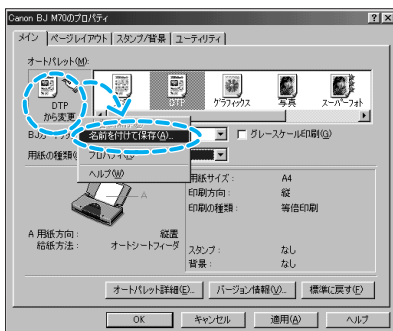 Canon BJ M70のプロパティ
メイン ページレイアウト スタンプ/背景 ユーティリティ
オートパレット(M):
DTP
から変更
DTP
グラフィックス
写真
スーパーフォト
名前を付けて保存(A)...
グレースケール印刷(G)
用紙の種類
プロパティ(P)
ヘルプ(W)
A
用紙サイズ: A4
印刷方向: 縦
印刷の種類: 等倍印刷
A 用紙方向: 縦置
給紙方法: オートシートフィーダ
スタンプ: なし
背景: なし
オートパレット詳細(E)... バージョン情報(V)... 標準に戻す(F)
OK キャンセル 適用(A) ヘルプ